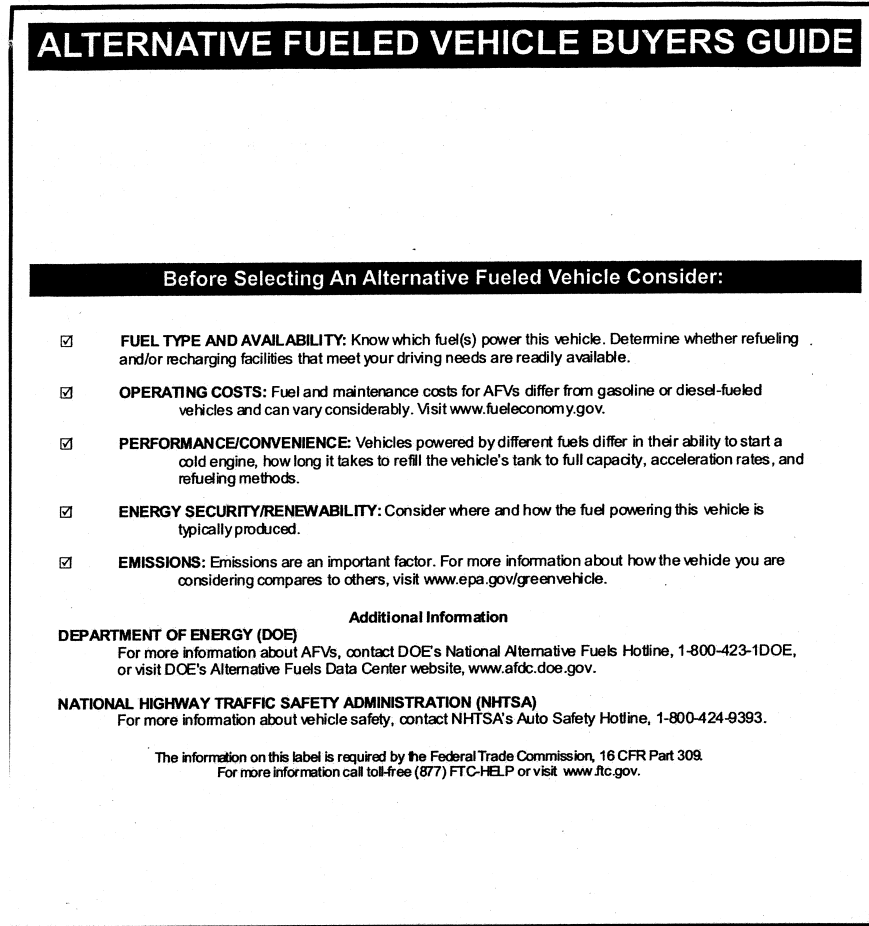 ALTERNATIVE FUELED VEHICLE BUYERS GUIDE
Before Selecting An Alternative Fueled Vehicle Consider:
☑ FUEL TYPE AND AVAILABILITY: Know which fuel(s) power this vehicle. Determine whether refueling
and/or recharging facilities that meet your driving needs are readily available.
☑ OPERATING COSTS: Fuel and maintenance costs for AFVs differ from gasoline or diesel-fueled
vehicles and can vary considerably. Visit www.fueleconomy.gov.
☑ PERFORMANCE/CONVENIENCE: Vehicles powered by different fuels differ in their ability to start a
cold engine, how long it takes to refill the vehicle's tank to full capacity, acceleration rates, and
refueling methods.
☑ ENERGY SECURITY/RENEWABILITY: Consider where and how the fuel powering this vehicle is
typically produced.
☑ EMISSIONS: Emissions are an important factor. For more information about how the vehicle you are
considering compares to others, visit www.epa.gov/greenvehicle.
Additional Information
DEPARTMENT OF ENERGY (DOE)
For more information about AFVs, contact DOE's National Alternative Fuels Hotline, 1-800-423-1DOE,
or visit DOE's Alternative Fuels Data Center website, www.afdc.doe.gov.
NATIONAL HIGHWAY TRAFFIC SAFETY ADMINISTRATION (NHTSA)
For more information about vehicle safety, contact NHTSA's Auto Safety Hotline, 1-800-424-9393.
The information on this label is required by the Federal Trade Commission, 16 CFR Part 309.
For more information call toll-free (877) FTC-HELP or visit www.ftc.gov.